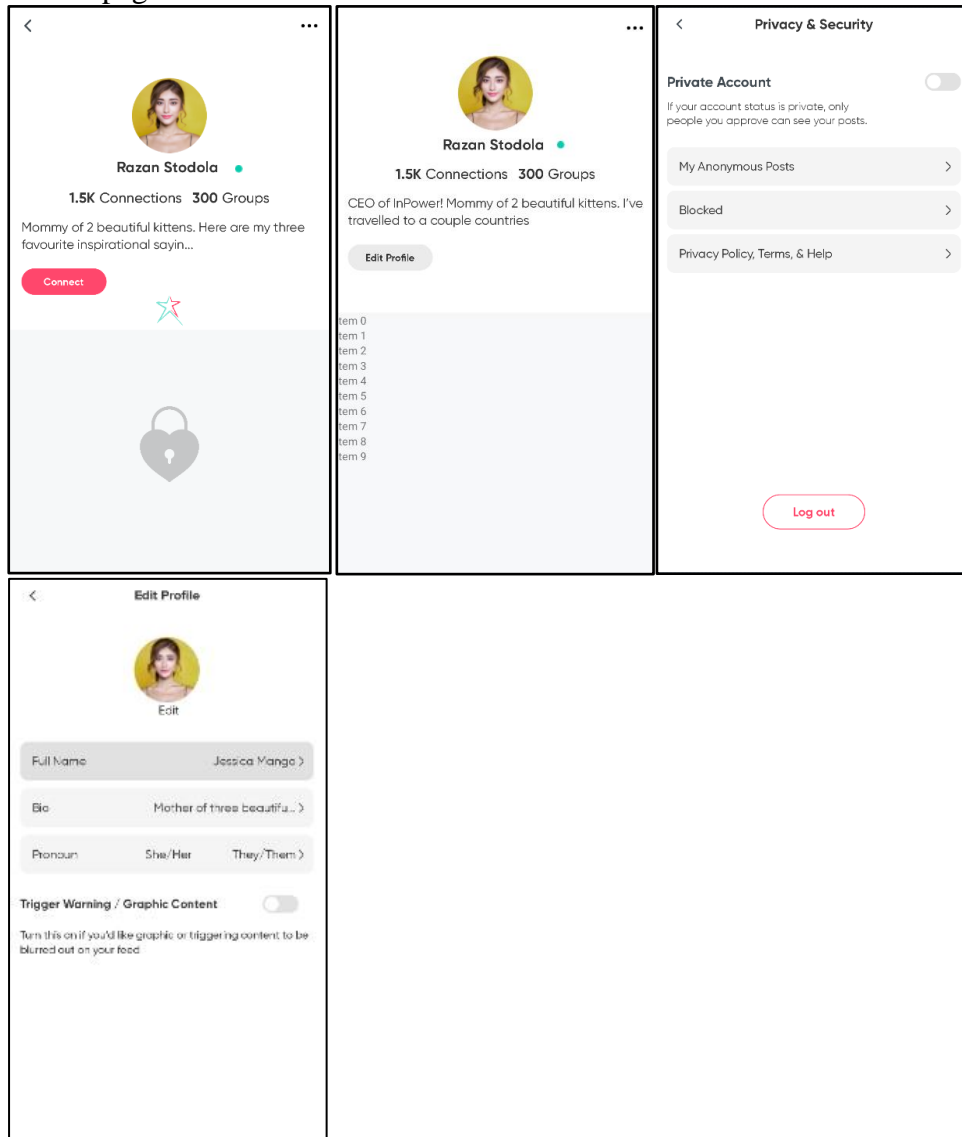 Razan Stodola
1.5K Connections 300 Groups
Mommy of 2 beautiful kittens. Here are my three
favourite inspirational sayin...
Connect
Razan Stodola
1.5K Connections 300 Groups
CEO of InPower! Mommy of 2 beautiful kittens. I've
travelled to a couple countries
Edit Profile
tem 0
tem 1
tem 2
tem 3
tem 4
tem 5
tem 6
tem 7
tem 8
tem 9
Privacy & Security
Private Account
If your account status is private, only
people you approve can see your posts.
My Anonymous Posts
Blocked
Privacy Policy, Terms, & Help
Log out
Edit Profile
Edit
Full Name Jessica Mango
Bio Mother of three beautifu...
Pronoun She/Her They/Them
Trigger Warning / Graphic Content
Turn this on if you'd like graphic or triggering content to be
blurred out on your feed